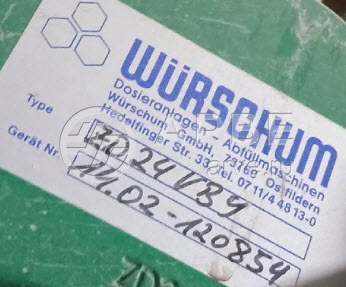 WÜRSCHUM
Dosieranlagen + Abfüllmaschinen
Würschum GmbH, 73760 Ostfildern
Hedelfinger Str. 33, Tel. 0711/44813-0
Type ZD24VB9
Gerät Nr. 11.02-120854